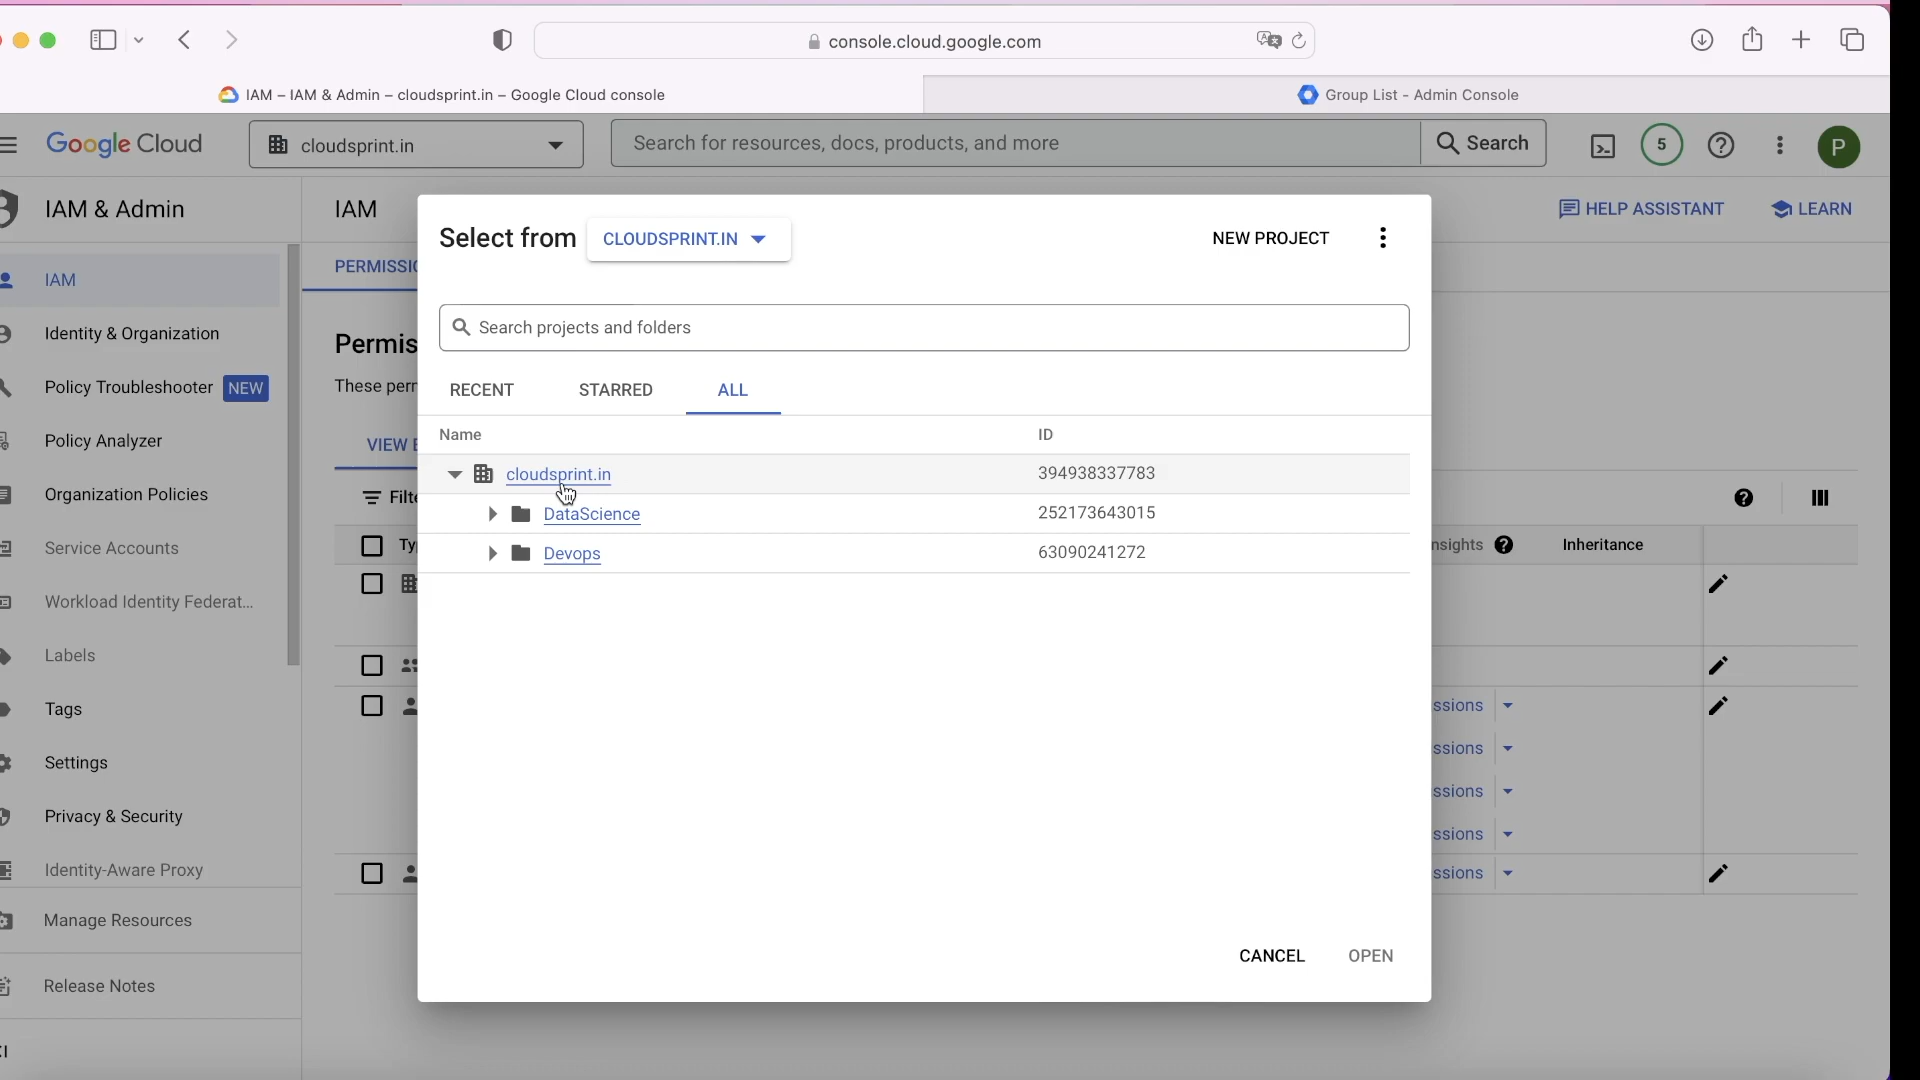 console.cloud.google.com
IAM – IAM & Admin – cloudsprint.in – Google Cloud console
Group List - Admin Console
Google Cloud
cloudsprint.in
Search for resources, docs, products, and more
Search
5
P
IAM & Admin
IAM
HELP ASSISTANT
LEARN
Select from
CLOUDSPRINT.IN
NEW PROJECT
PERMISSIO
IAM
Search projects and folders
Identity & Organization
Permis
Policy Troubleshooter NEW
These perr
RECENT
STARRED
ALL
Name
ID
Policy Analyzer
VIEW
cloudsprint.in 394938337783
Organization Policies
Filte
DataScience 252173643015
Service Accounts
Ty
nsights
Inheritance
Devops 63090241272
Workload Identity Federat...
Labels
Tags
ssions
Settings
ssions
ssions
Privacy & Security
ssions
Identity-Aware Proxy
ssions
Manage Resources
CANCEL
OPEN
Release Notes